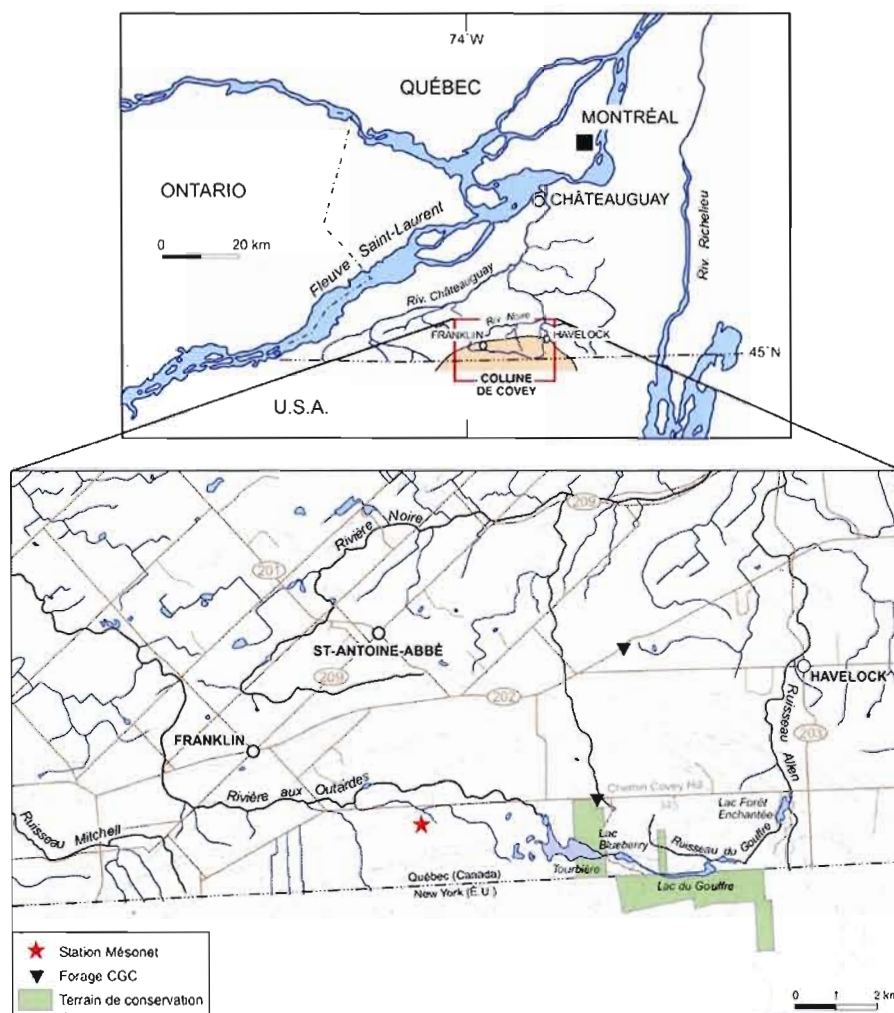 74°W
QUÉBEC
MONTRÉAL
ONTARIO
CHÂTEAUGUAY
0 20 km
Fleuve Saint-Laurent
Riv. Richelieu
Riv. Châteauguay
Riv. Noire
FRANKLIN
HAVELOCK
45°N
COLLINE
DE COVEY
U.S.A.
209
Rivière Noire
201
ST-ANTOINE-ABBÉ
209
HAVELOCK
202
Ruisseau Allen
203
FRANKLIN
Rivière aux Outardes
Chemin Covey Hill
345
Lac Forêt
Enchantée
Ruisseau Mitchell
Lac
Blueberry
Ruisseau du Gouffre
Tourbière
Québec (Canada)
New York (E.U.)
Lac du Gouffre
Station Mésonet
Forage CGC
Terrain de conservation
0 1 2 km